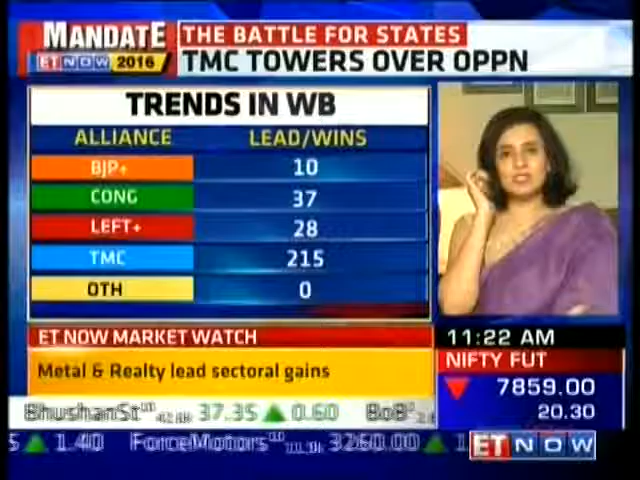 MANDATE
ET NOW 2016
THE BATTLE FOR STATES
TMC TOWERS OVER OPPN
TRENDS IN WB
ALLIANCE LEAD/WINS
BJP+ 10
CONG 37
LEFT+ 28
TMC 215
OTH 0
ET NOW MARKET WATCH
Metal & Realty lead sectoral gains
11:22 AM
NIFTY FUT
7859.00
20.30
BhushanSt 37.35 0.60 BoB
S 1.40 ForceMotors 3260.00 1
ET NOW